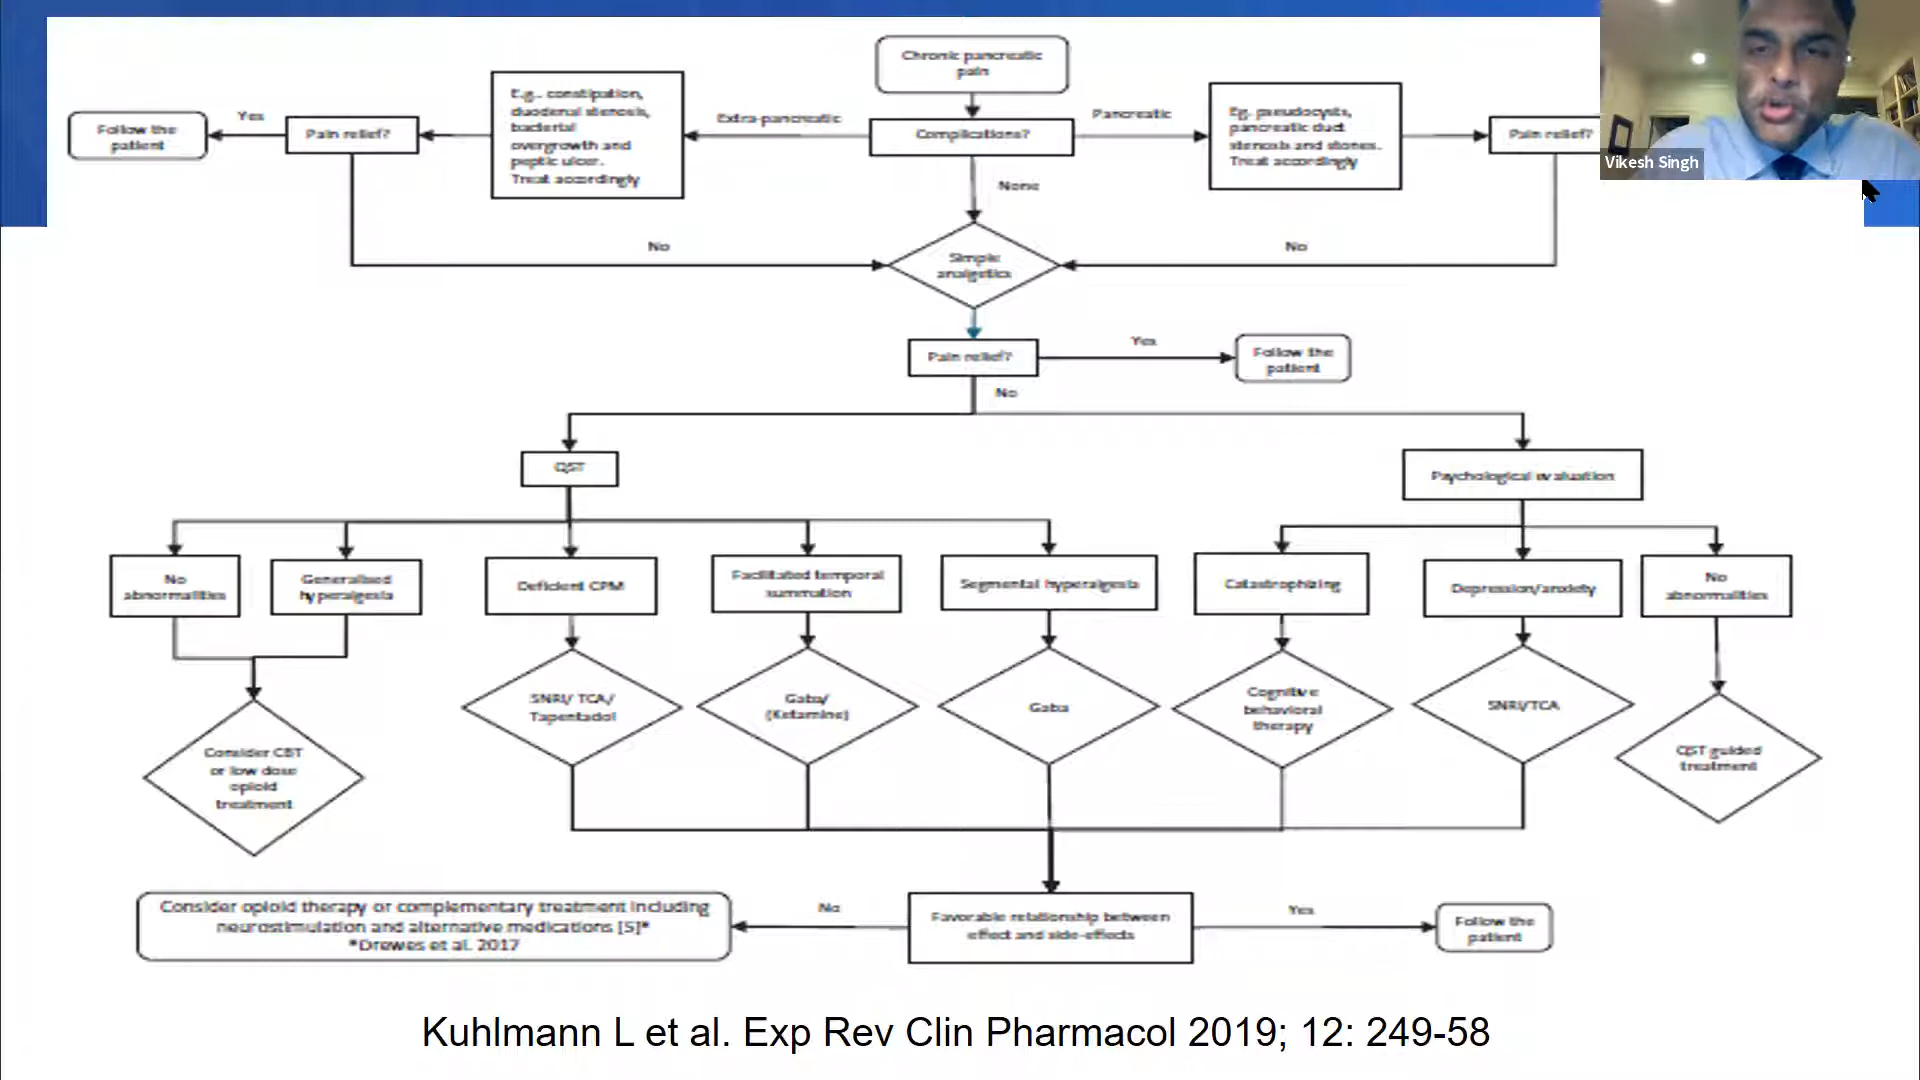 Chronic pancreatic
pain
Vikesh Singh
Follow the
patient
Yes
Pain relief?
E.g.. constipation,
duodenal stenosis,
bacterial
overgrowth and
peptic ulcer.
Treat accordingly
Extra-pancreatic
Complications?
Pancreatic
Eg. pseudocysts,
pancreatic duct
stenosis and stones.
Treat accordingly
Pain relief?
None
No
Simple
analgetics
No
Pain relief?
Yes
Follow the
patient
No
QST
Psychological evaluation
No
abnormalities
Generalised
hyperalgesia
Deficient CPM
Facilitated temporal
summation
Segmental hyperalgesia
Catastrophizing
Depression/anxiety
No
abnormalities
Consider CBT
or low dose
opioid
treatment
SNRI/ TCA/
Tapentadol
Gaba/
(Ketamine)
Gaba
Cognitive
behavioral
therapy
SNRI/TCA
QST guided
treatment
Consider opioid therapy or complementary treatment including
neurostimulation and alternative medications [5]*
*Drewes et al. 2017
No
Favorable relationship between
effect and side-effects
Yes
Follow the
patient
Kuhlmann L et al. Exp Rev Clin Pharmacol 2019; 12: 249-58